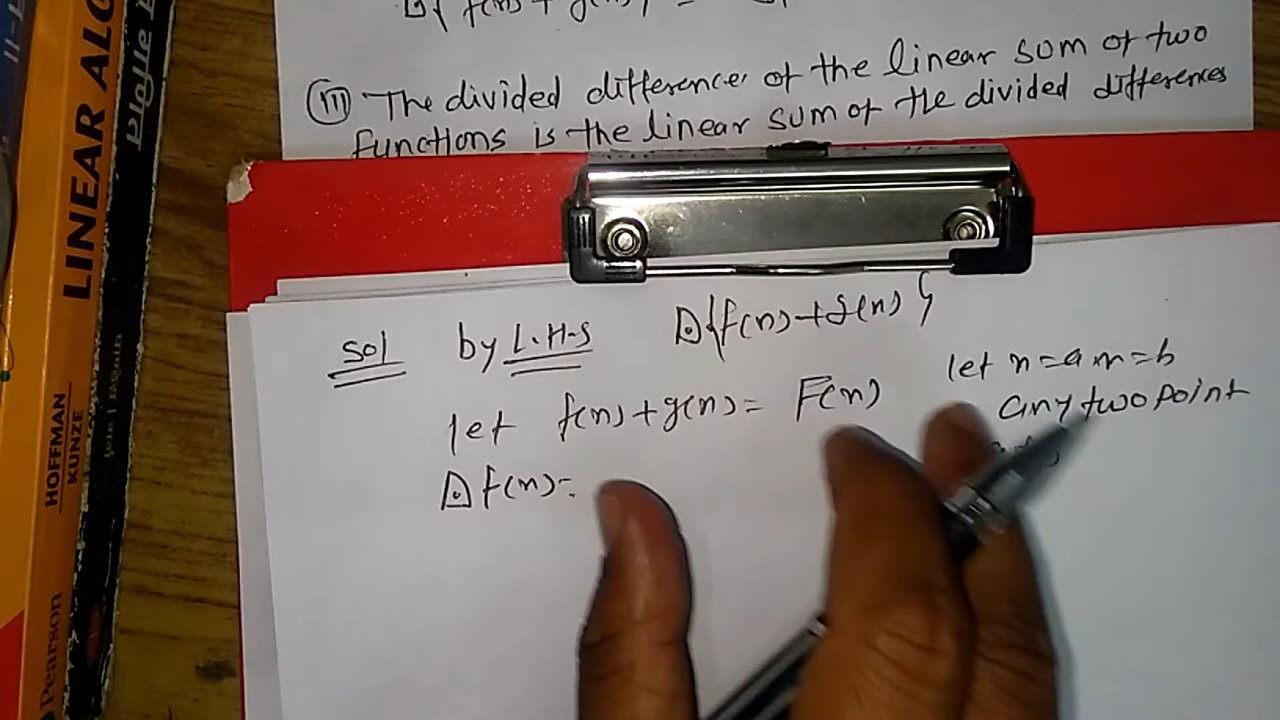 f(n) + g(n)
(III) The divided difference of the linear sum of two
functions is the linear sum of the divided differences
Sol by L.H.S
D{f(n)+g(n)}
let f(n)+g(n)= F(n)
let n=a n=b
any two point
D f(n)=
LINEAR ALG
HOFFMAN
KUNZE
Pearson